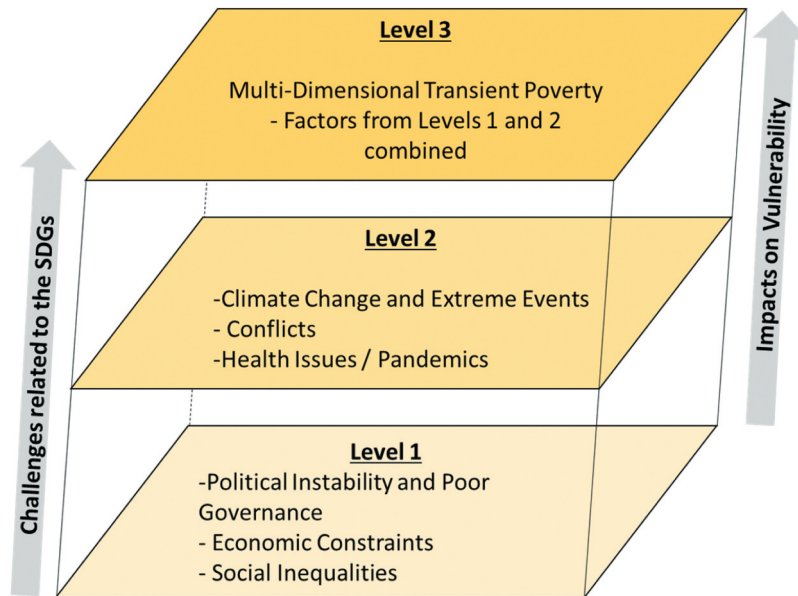 Level 3
Multi-Dimensional Transient Poverty
- Factors from Levels 1 and 2
combined
Level 2
-Climate Change and Extreme Events
- Conflicts
-Health Issues / Pandemics
Level 1
-Political Instability and Poor
Governance
- Economic Constraints
- Social Inequalities
Challenges related to the SDGs
Impacts on Vulnerability